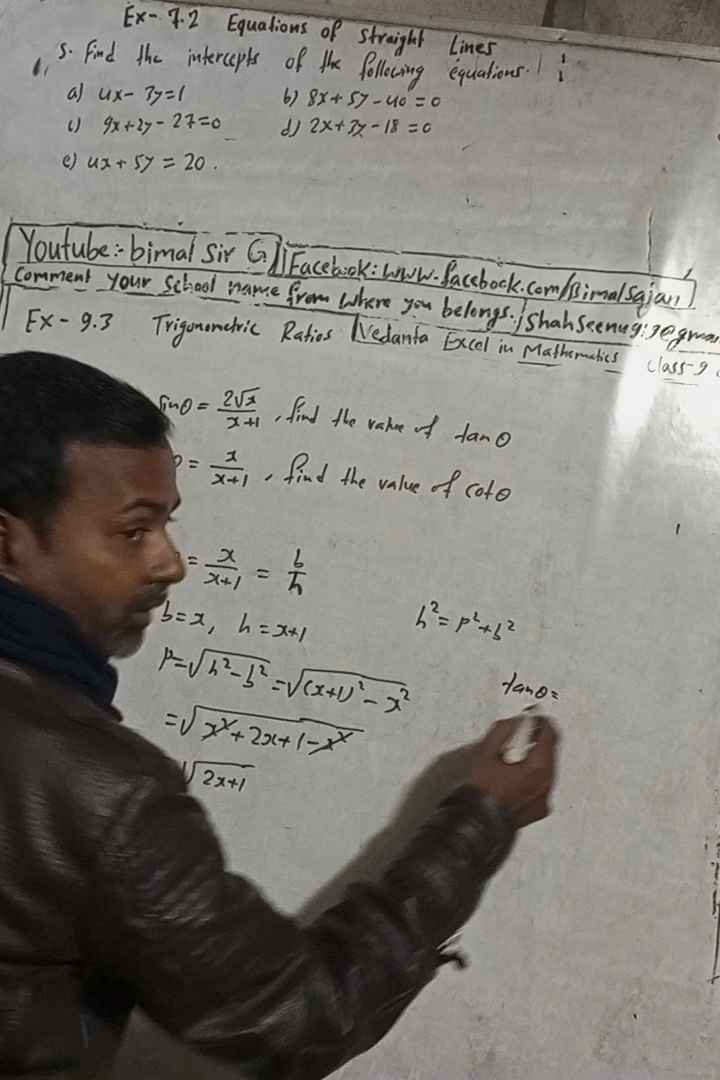 Ex- 7.2 Equations of Straight Lines
5. Find the intercepts of the following equations.
a) 4x - 3y = 1 b) 8x + 5y - 40 = 0
c) 9x + 2y - 27 = 0 d) 2x + 3y - 18 = 0
e) 4x + 5y = 20.
Youtube:- bimal Sir G Facebook: www.facebook.com/Bimalsajan
Comment your School name from where you belongs. / Shahseenu9:3@gmai
Ex - 9.3 Trigonometric Ratios Vedanta Excel in Mathematics Class-9
sinθ = 2√x/x+1, find the value of tanθ
= x/x+1, find the value of cotθ
= x/x+1 = b/h
b = x, h = x+1 h² = p² + b²
p = √h² - b² = √(x+1)² - x² tanθ =
= √x² + 2x + 1 - x²
√2x+1